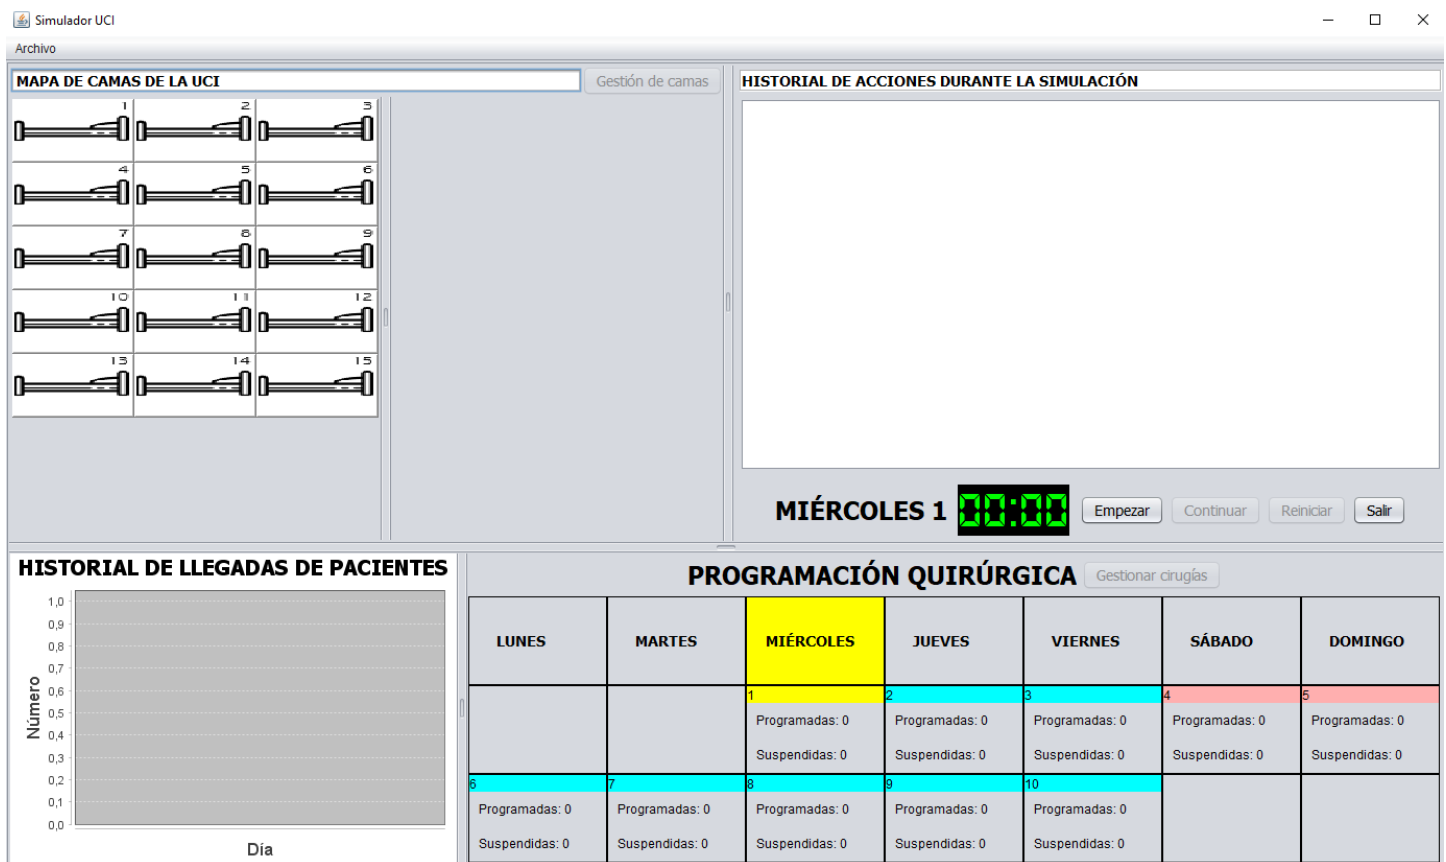 Simulador UCI
Archivo
MAPA DE CAMAS DE LA UCI
Gestión de camas
1 2 3
4 5 6
7 8 9
10 11 12
13 14 15
HISTORIAL DE ACCIONES DURANTE LA SIMULACIÓN
MIÉRCOLES 1 00:00 Empezar Continuar Reiniciar Salir
HISTORIAL DE LLEGADAS DE PACIENTES
1,0
0,9
0,8
0,7
0,6
0,5
0,4
0,3
0,2
0,1
0,0
Número
Día
PROGRAMACIÓN QUIRÚRGICA Gestionar cirugías
LUNES MARTES MIÉRCOLES JUEVES VIERNES SÁBADO DOMINGO
1 2 3 4 5
Programadas: 0 Programadas: 0 Programadas: 0 Programadas: 0 Programadas: 0
Suspendidas: 0 Suspendidas: 0 Suspendidas: 0 Suspendidas: 0 Suspendidas: 0
6 7 8 9 10
Programadas: 0 Programadas: 0 Programadas: 0 Programadas: 0 Programadas: 0
Suspendidas: 0 Suspendidas: 0 Suspendidas: 0 Suspendidas: 0 Suspendidas: 0